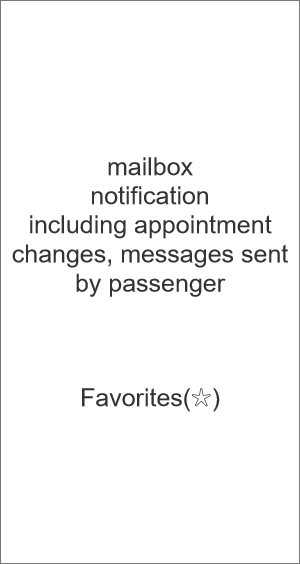 mailbox
notification
including appointment
changes, messages sent
by passenger
Favorites(☆)